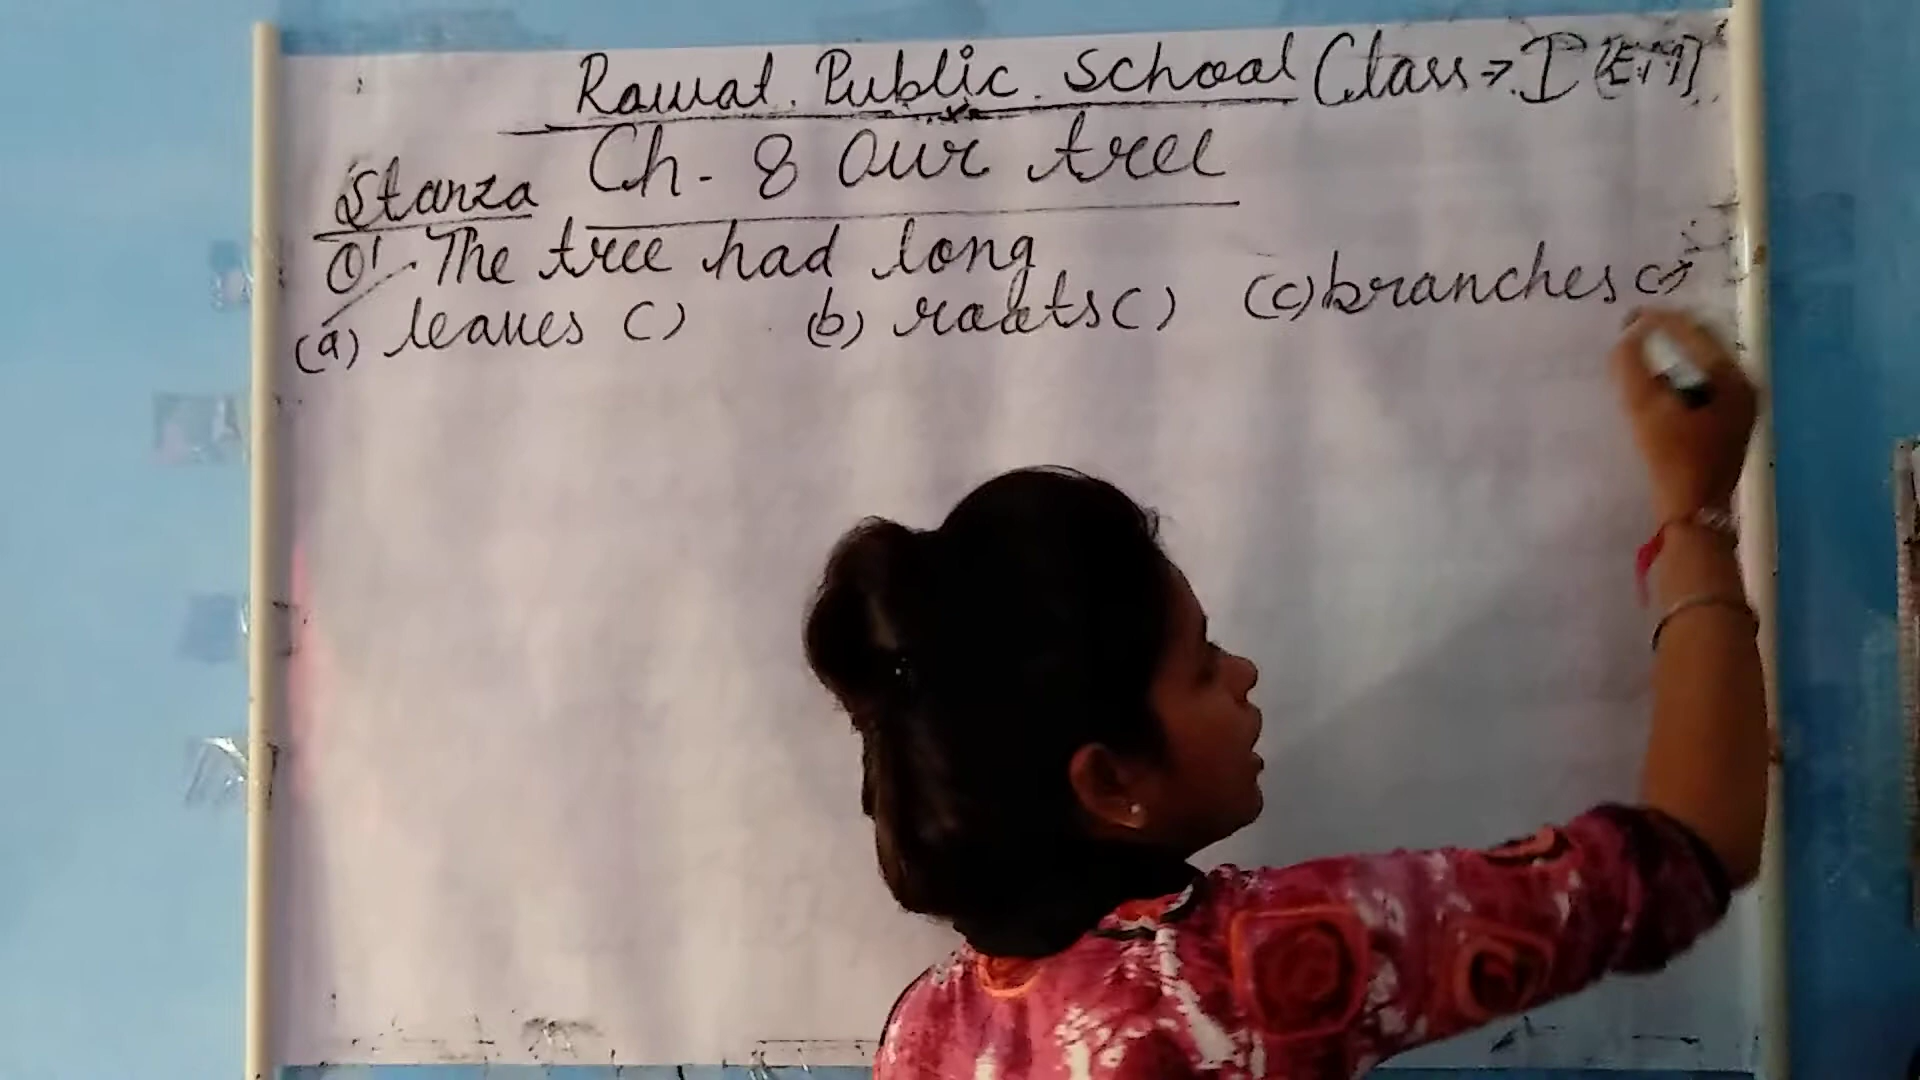 Rawat Public School Class ⇒ I [E.M]
Ch-8 Our tree
Stanza
Q1. The tree had long
(a) leaves ( ) (b) roots ( ) (c) branches ( )